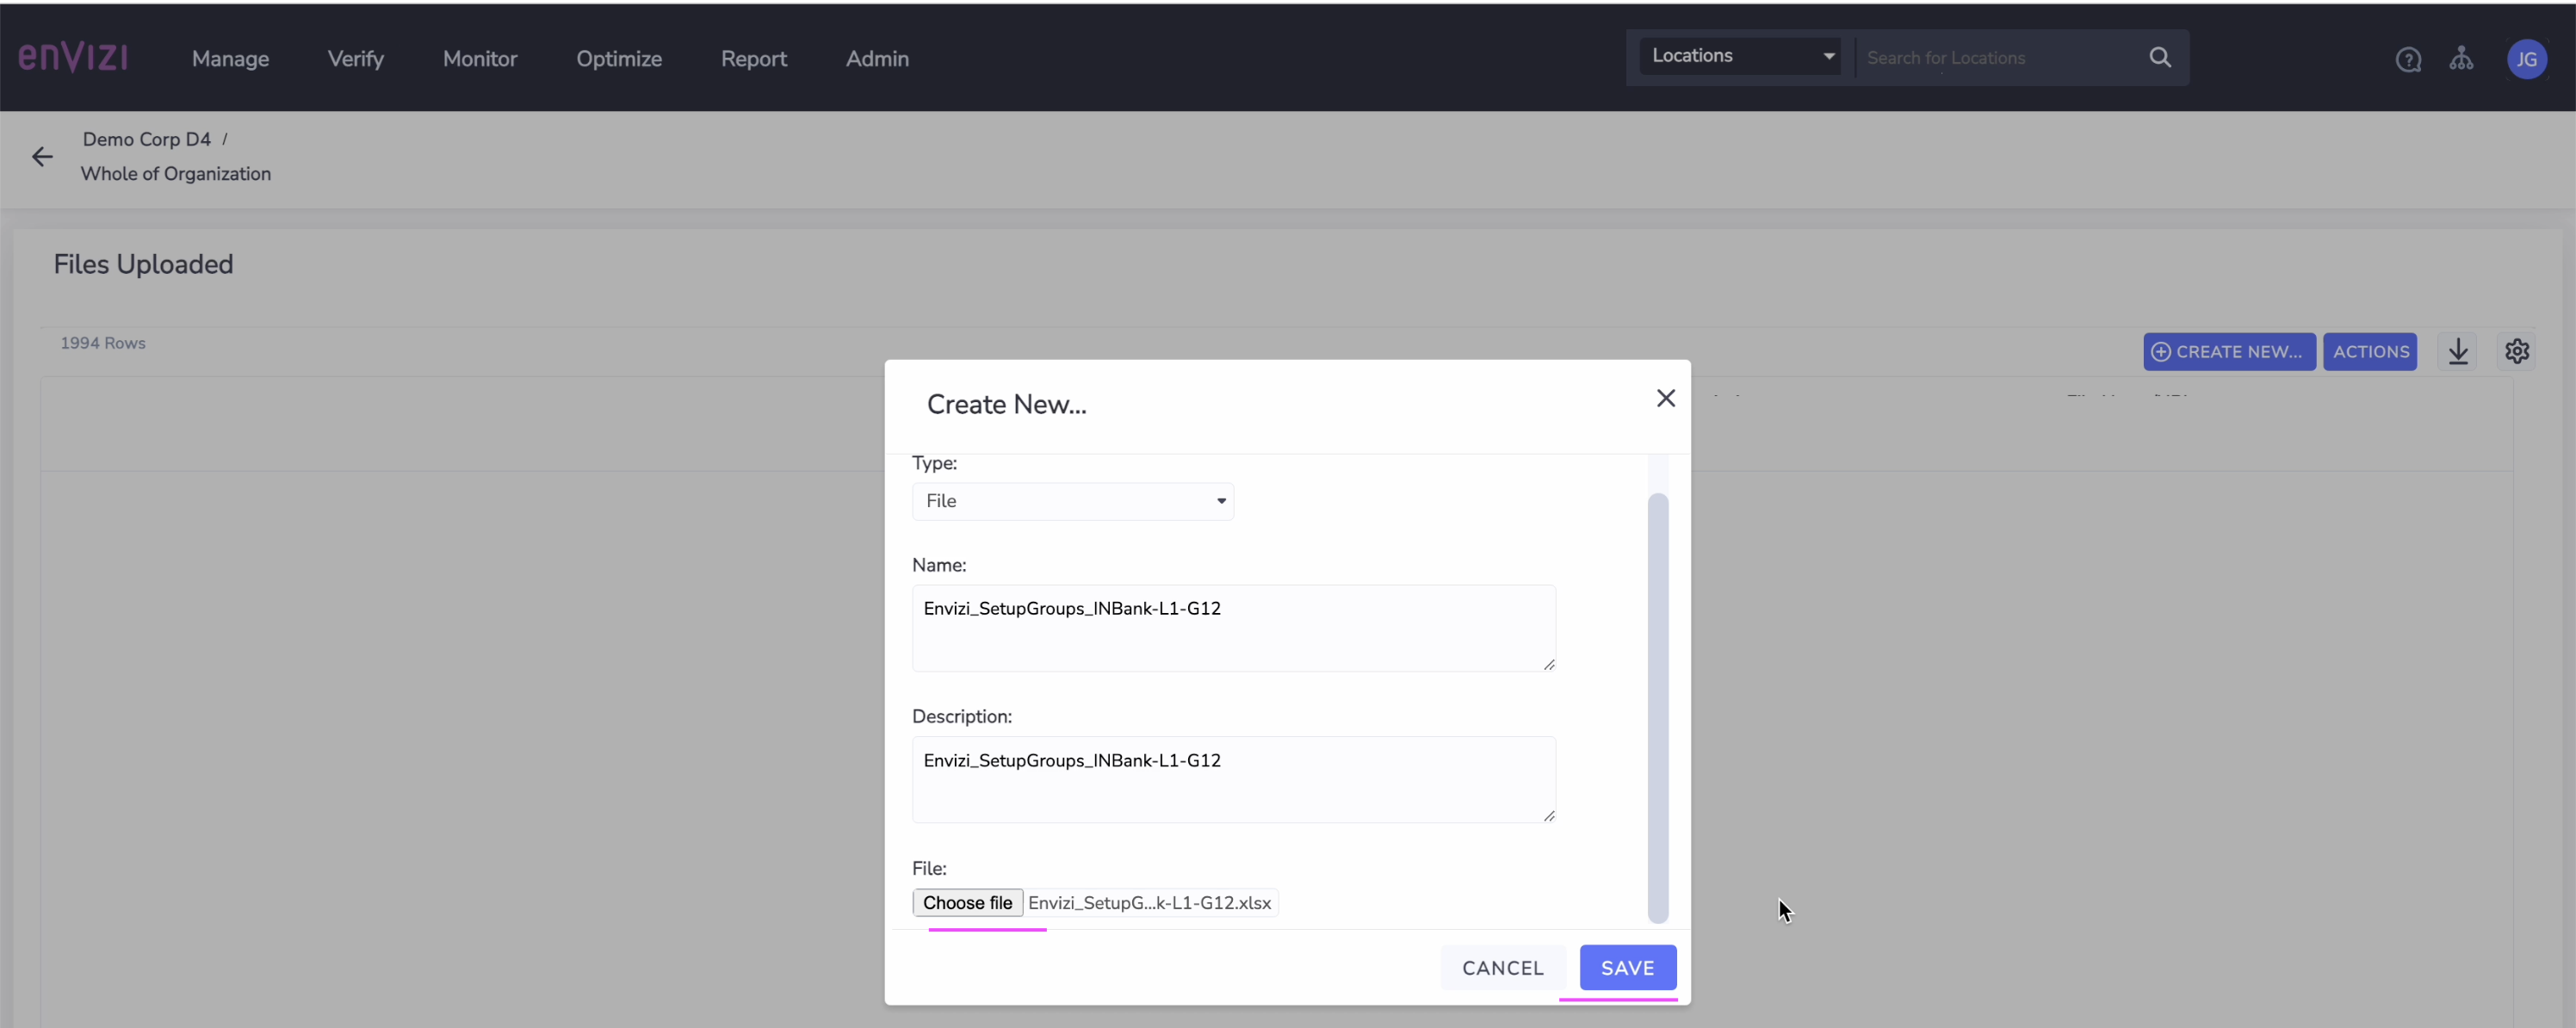 enVIZI
Manage Verify Monitor Optimize Report Admin
Locations Search for Locations
JG
Demo Corp D4 /
Whole of Organization
Files Uploaded
1994 Rows
CREATE NEW... ACTIONS
Create New...
Type:
File
Name:
Envizi_SetupGroups_INBank-L1-G12
Description:
Envizi_SetupGroups_INBank-L1-G12
File:
Choose file Envizi_SetupG...k-L1-G12.xlsx
CANCEL SAVE